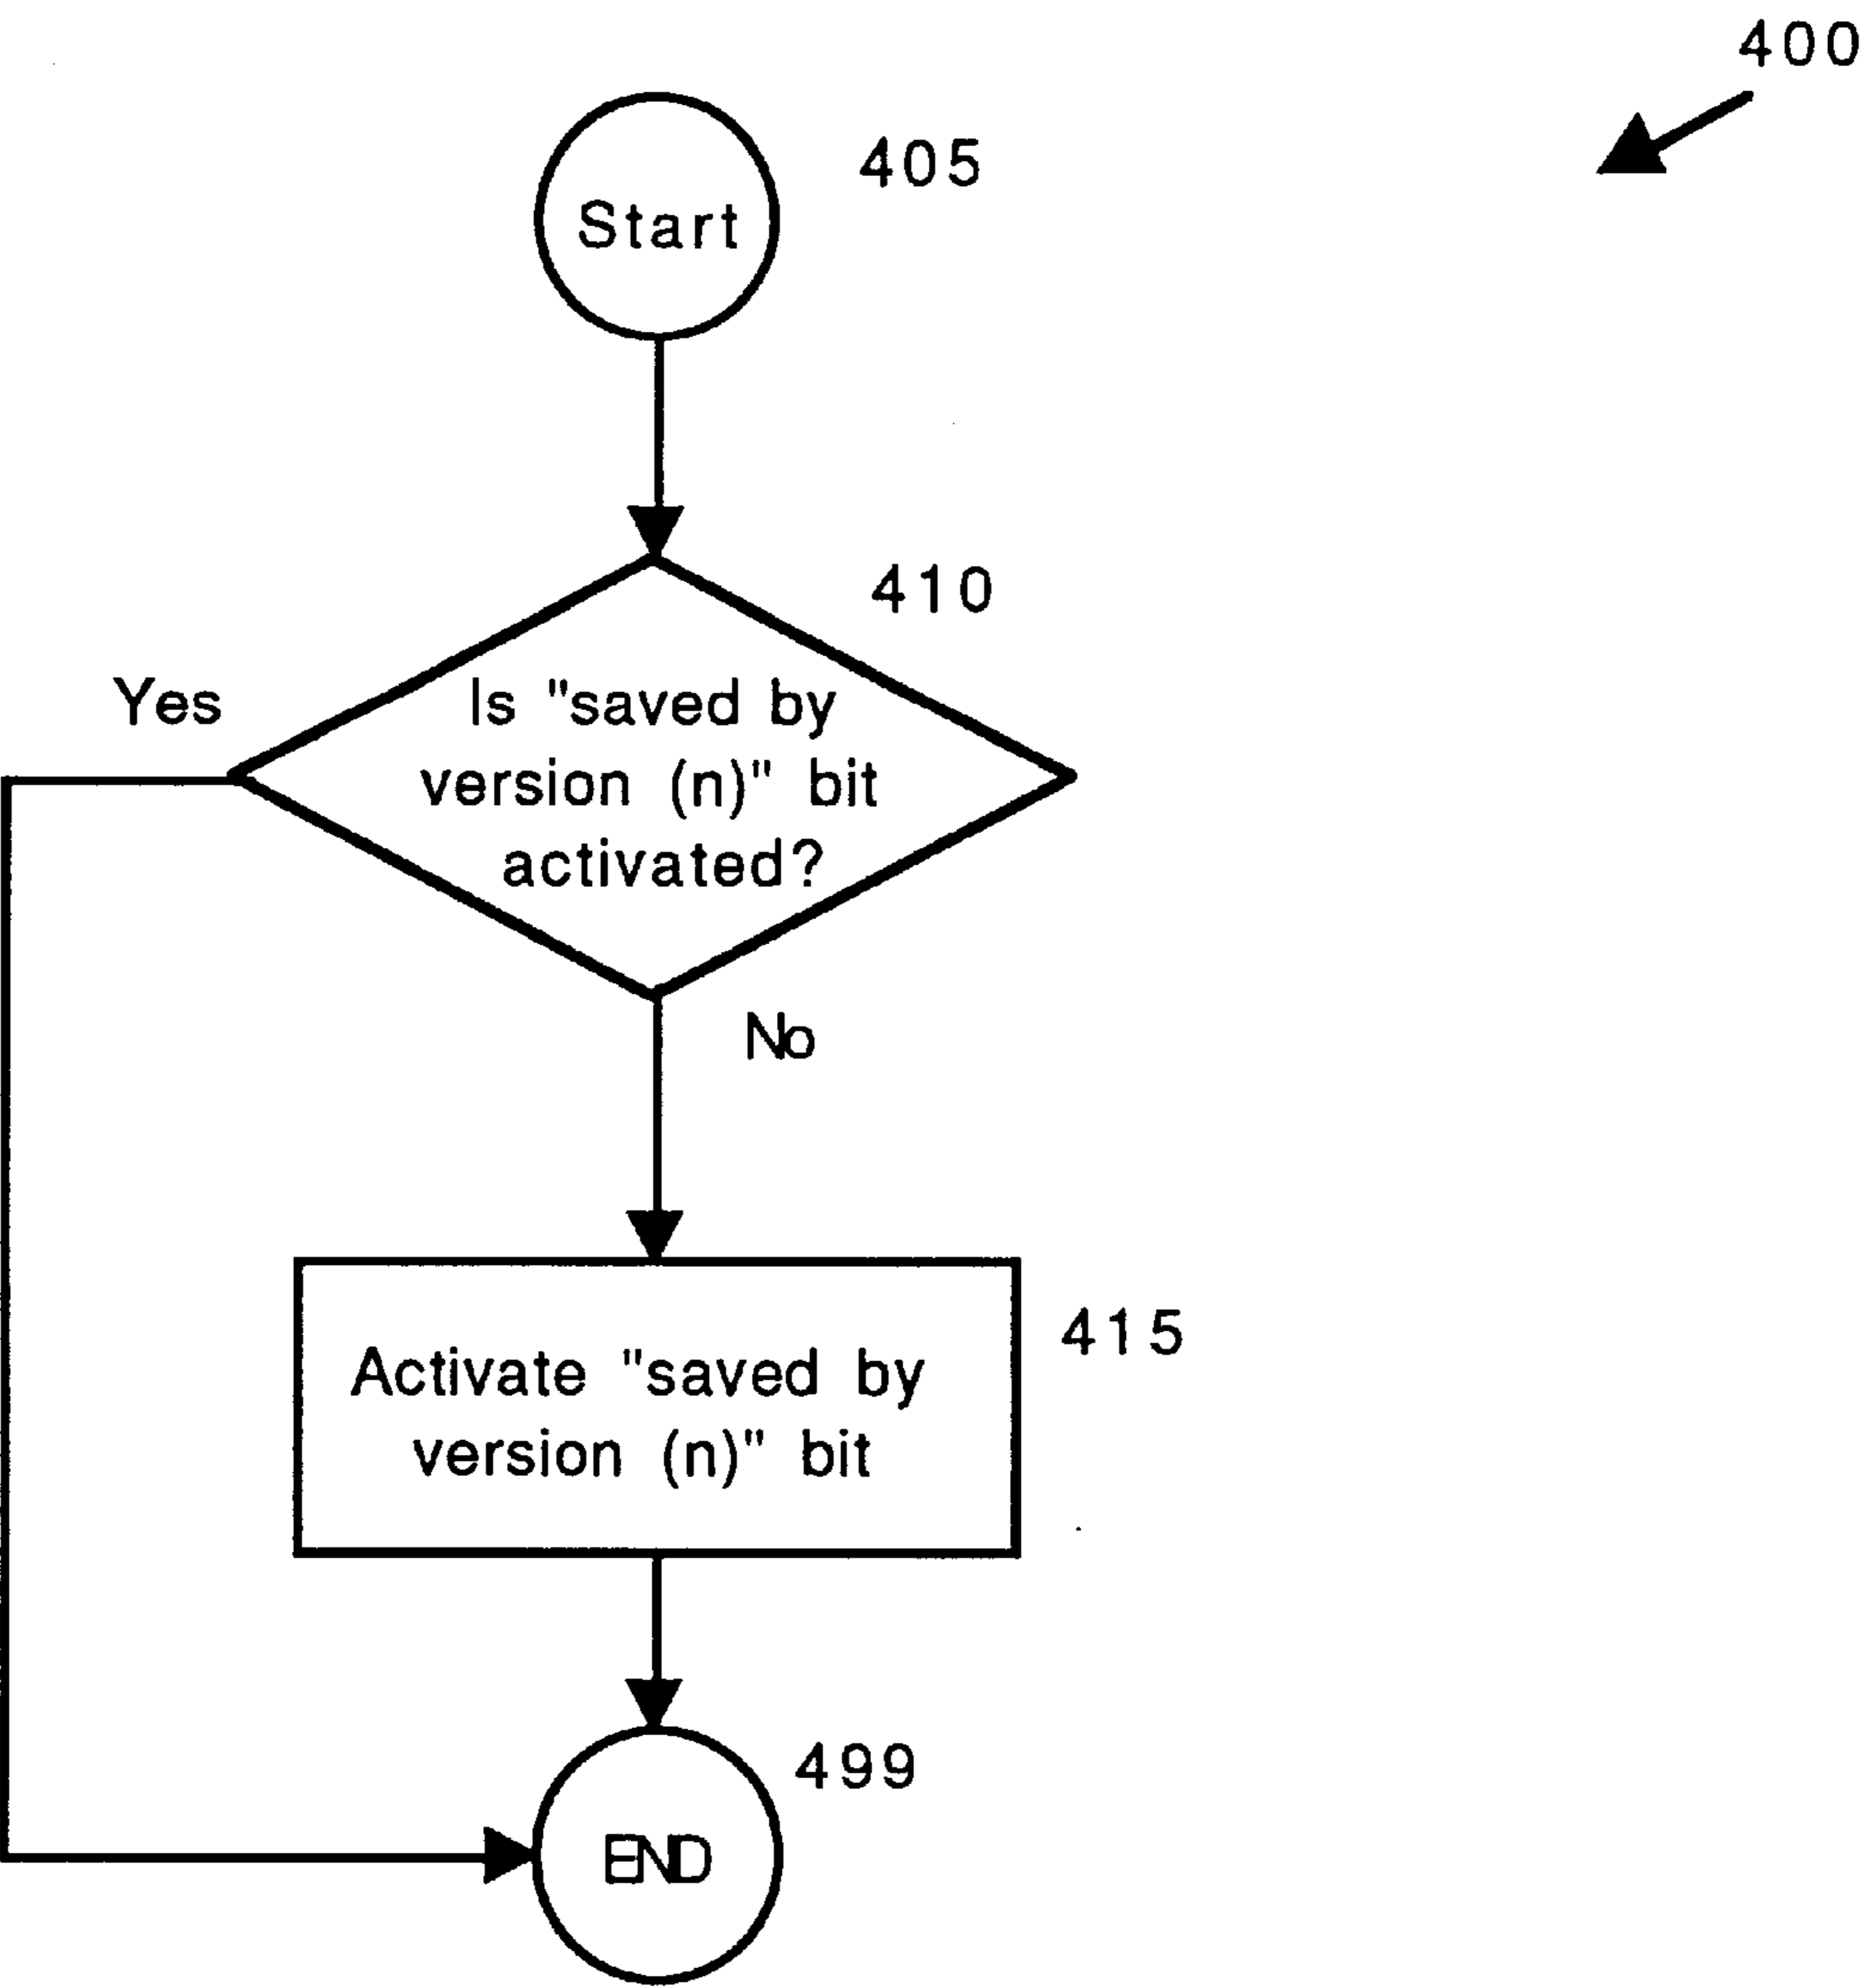 400
405
Start
410
Yes
Is "saved by
version (n)" bit
activated?
No
415
Activate "saved by
version (n)" bit
499
END